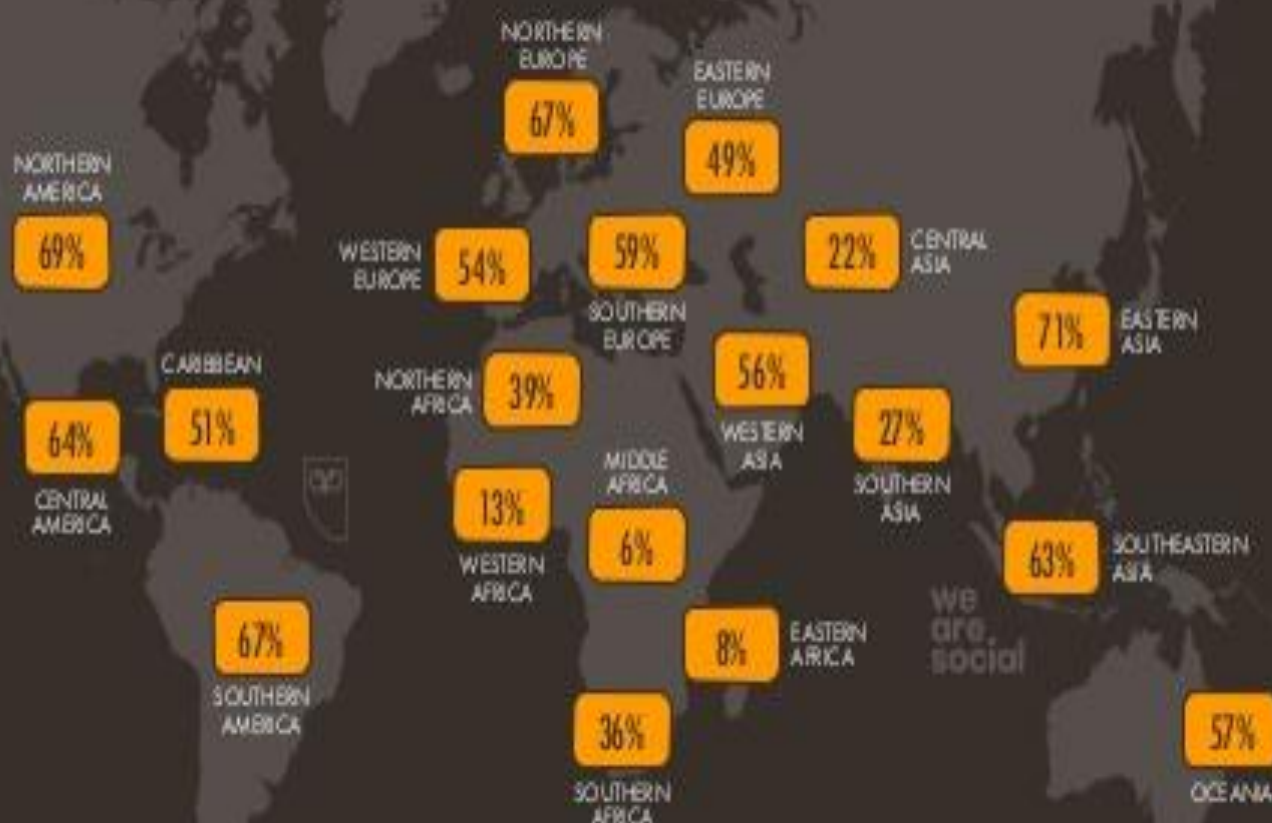 NORTHERN
EUROPE
67%
EASTERN
EUROPE
49%
NORTHERN
AMERICA
69%
WESTERN
EUROPE
54%
59%
SOUTHERN
EUROPE
22%
CENTRAL
ASIA
71%
EASTERN
ASIA
CARIBBEAN
51%
64%
CENTRAL
AMERICA
NORTHERN
AFRICA
39%
56%
WESTERN
ASIA
27%
SOUTHERN
ASIA
13%
WESTERN
AFRICA
MIDDLE
AFRICA
6%
63%
SOUTHEASTERN
ASIA
we
are.
social
67%
SOUTHERN
AMERICA
8%
EASTERN
AFRICA
36%
SOUTHERN
AFRICA
57%
OCEANIA